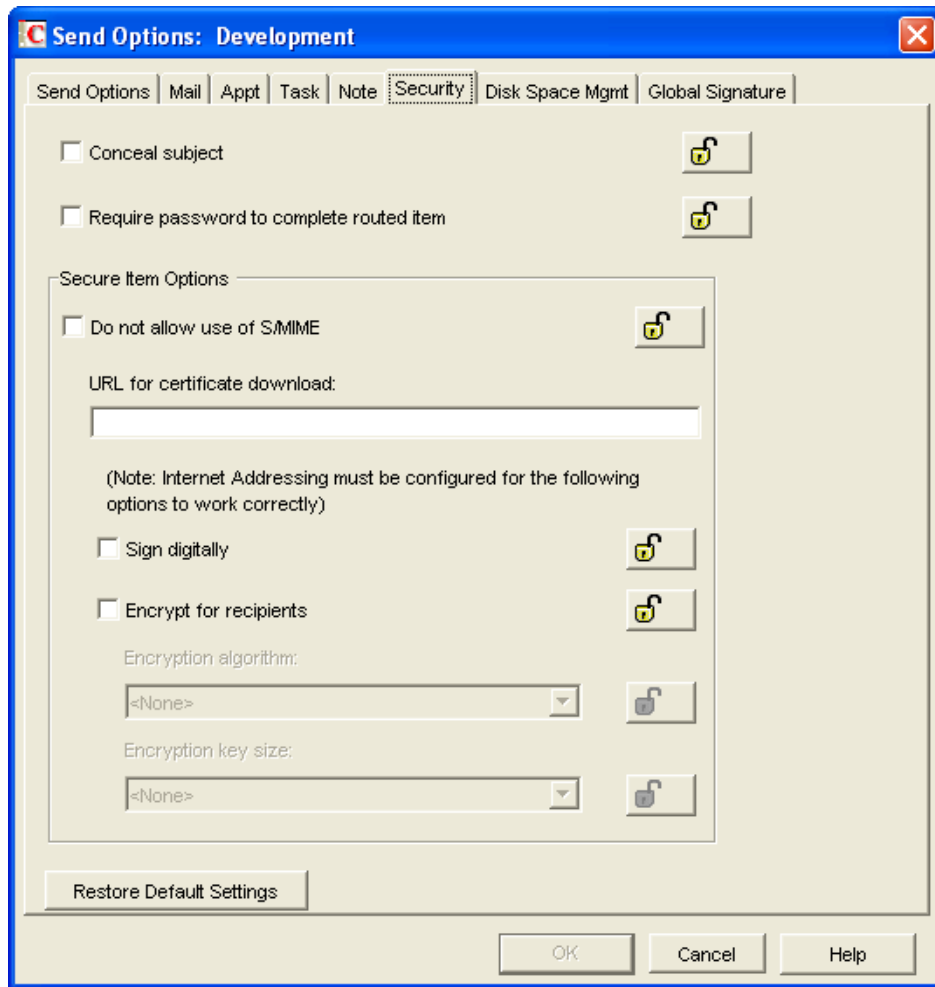 C Send Options: Development
Send Options Mail Appt Task Note Security Disk Space Mgmt Global Signature
Conceal subject
Require password to complete routed item
Secure Item Options
Do not allow use of S/MIME
URL for certificate download:
(Note: Internet Addressing must be configured for the following
options to work correctly)
Sign digitally
Encrypt for recipients
Encryption algorithm:
<None>
Encryption key size:
<None>
Restore Default Settings
OK Cancel Help